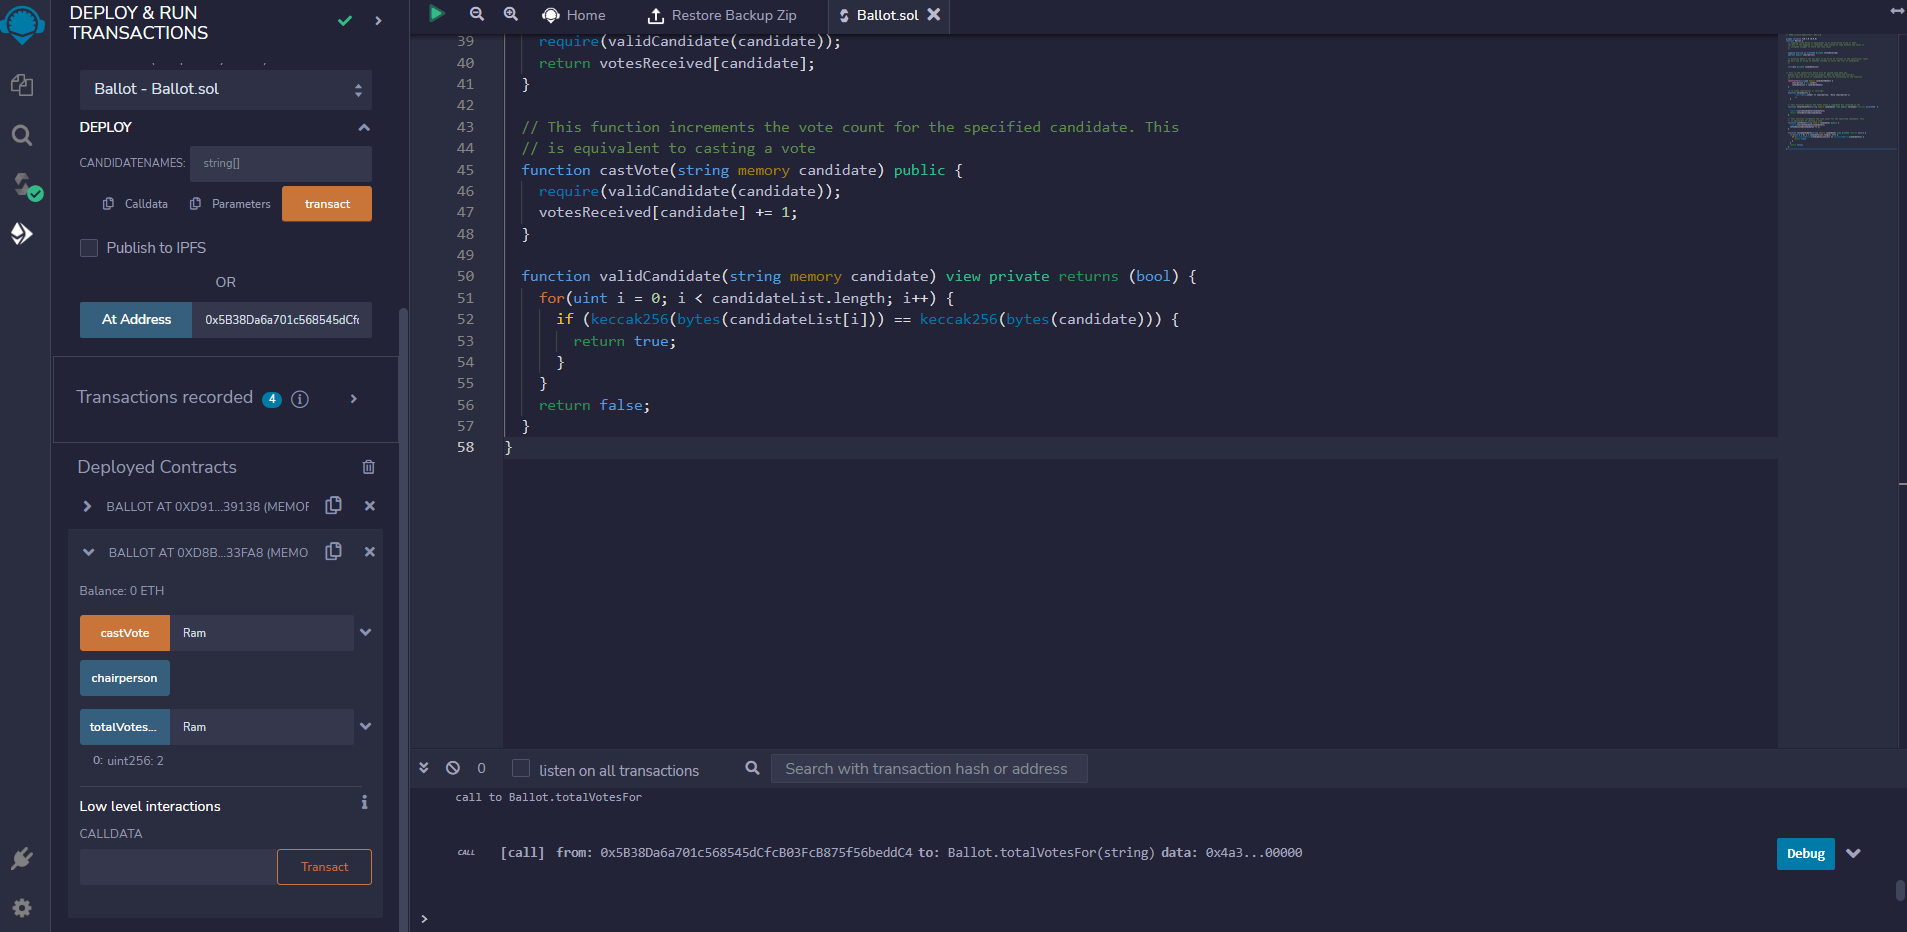 DEPLOY & RUN
TRANSACTIONS
Ballot - Ballot.sol
DEPLOY
CANDIDATENAMES: string[]
Calldata Parameters transact
Publish to IPFS
OR
At Address 0x5B38Da6a701c568545dCfc
Transactions recorded 4
Deployed Contracts
BALLOT AT 0XD91...39138 (MEMOF
BALLOT AT 0XD8B...33FA8 (MEMO
Balance: 0 ETH
castVote Ram
chairperson
totalVotes... Ram
0: uint256: 2
Low level interactions
CALLDATA
Transact
Home Restore Backup Zip Ballot.sol
39 require(validCandidate(candidate));
40 return votesReceived[candidate];
41 }
42
43 // This function increments the vote count for the specified candidate. This
44 // is equivalent to casting a vote
45 function castVote(string memory candidate) public {
46 require(validCandidate(candidate));
47 votesReceived[candidate] += 1;
48 }
49
50 function validCandidate(string memory candidate) view private returns (bool) {
51 for(uint i = 0; i < candidateList.length; i++) {
52 if (keccak256(bytes(candidateList[i])) == keccak256(bytes(candidate))) {
53 return true;
54 }
55 }
56 return false;
57 }
58 }
0 listen on all transactions Search with transaction hash or address
call to Ballot.totalVotesFor
CALL [call] from: 0x5B38Da6a701c568545dCfcB03FcB875f56beddC4 to: Ballot.totalVotesFor(string) data: 0x4a3...00000
Debug
>